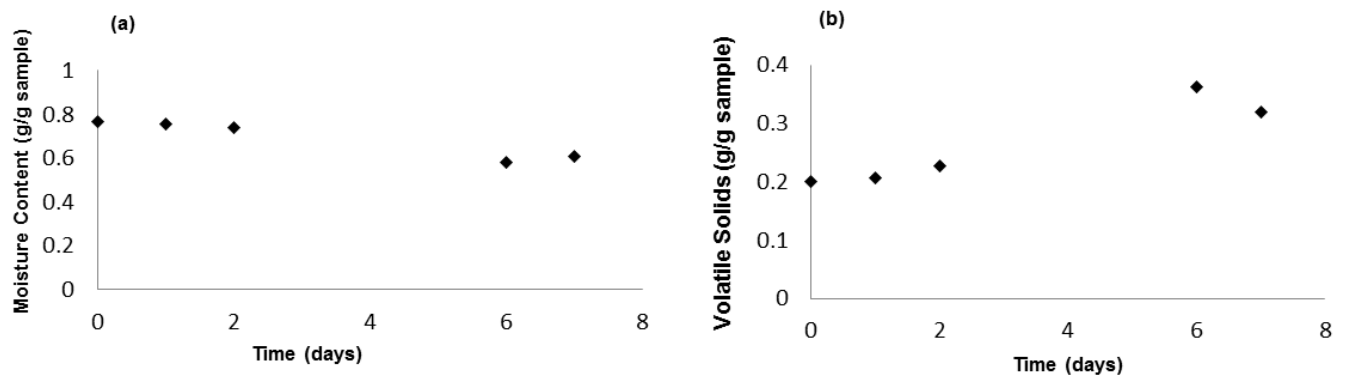 (a)
Moisture Content (g/g sample)
1
0.8
0.6
0.4
0.2
0
0 2 4 6 8
Time (days)
(b)
Volatile Solids (g/g sample)
0.4
0.3
0.2
0.1
0
0 2 4 6 8
Time (days)